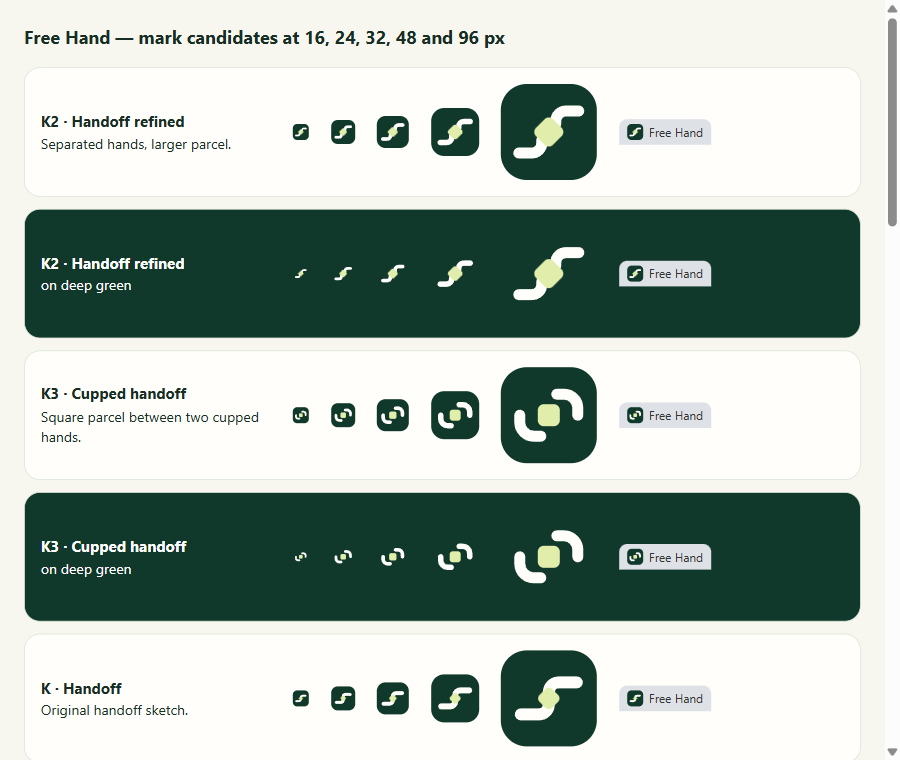 Free Hand — mark candidates at 16, 24, 32, 48 and 96 px
K2 · Handoff refined
Separated hands, larger parcel.
Free Hand
K2 · Handoff refined
on deep green
Free Hand
K3 · Cupped handoff
Square parcel between two cupped
hands.
Free Hand
K3 · Cupped handoff
on deep green
Free Hand
K · Handoff
Original handoff sketch.
Free Hand